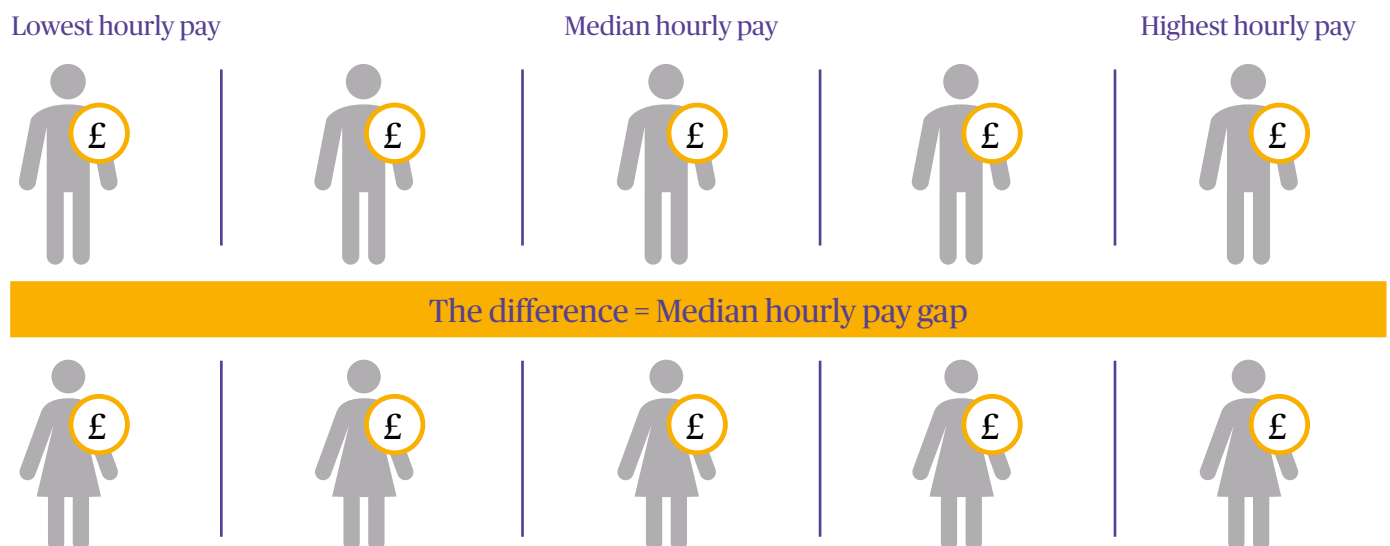 Lowest hourly pay Median hourly pay Highest hourly pay
£ £ £ £ £
The difference = Median hourly pay gap
£ £ £ £ £